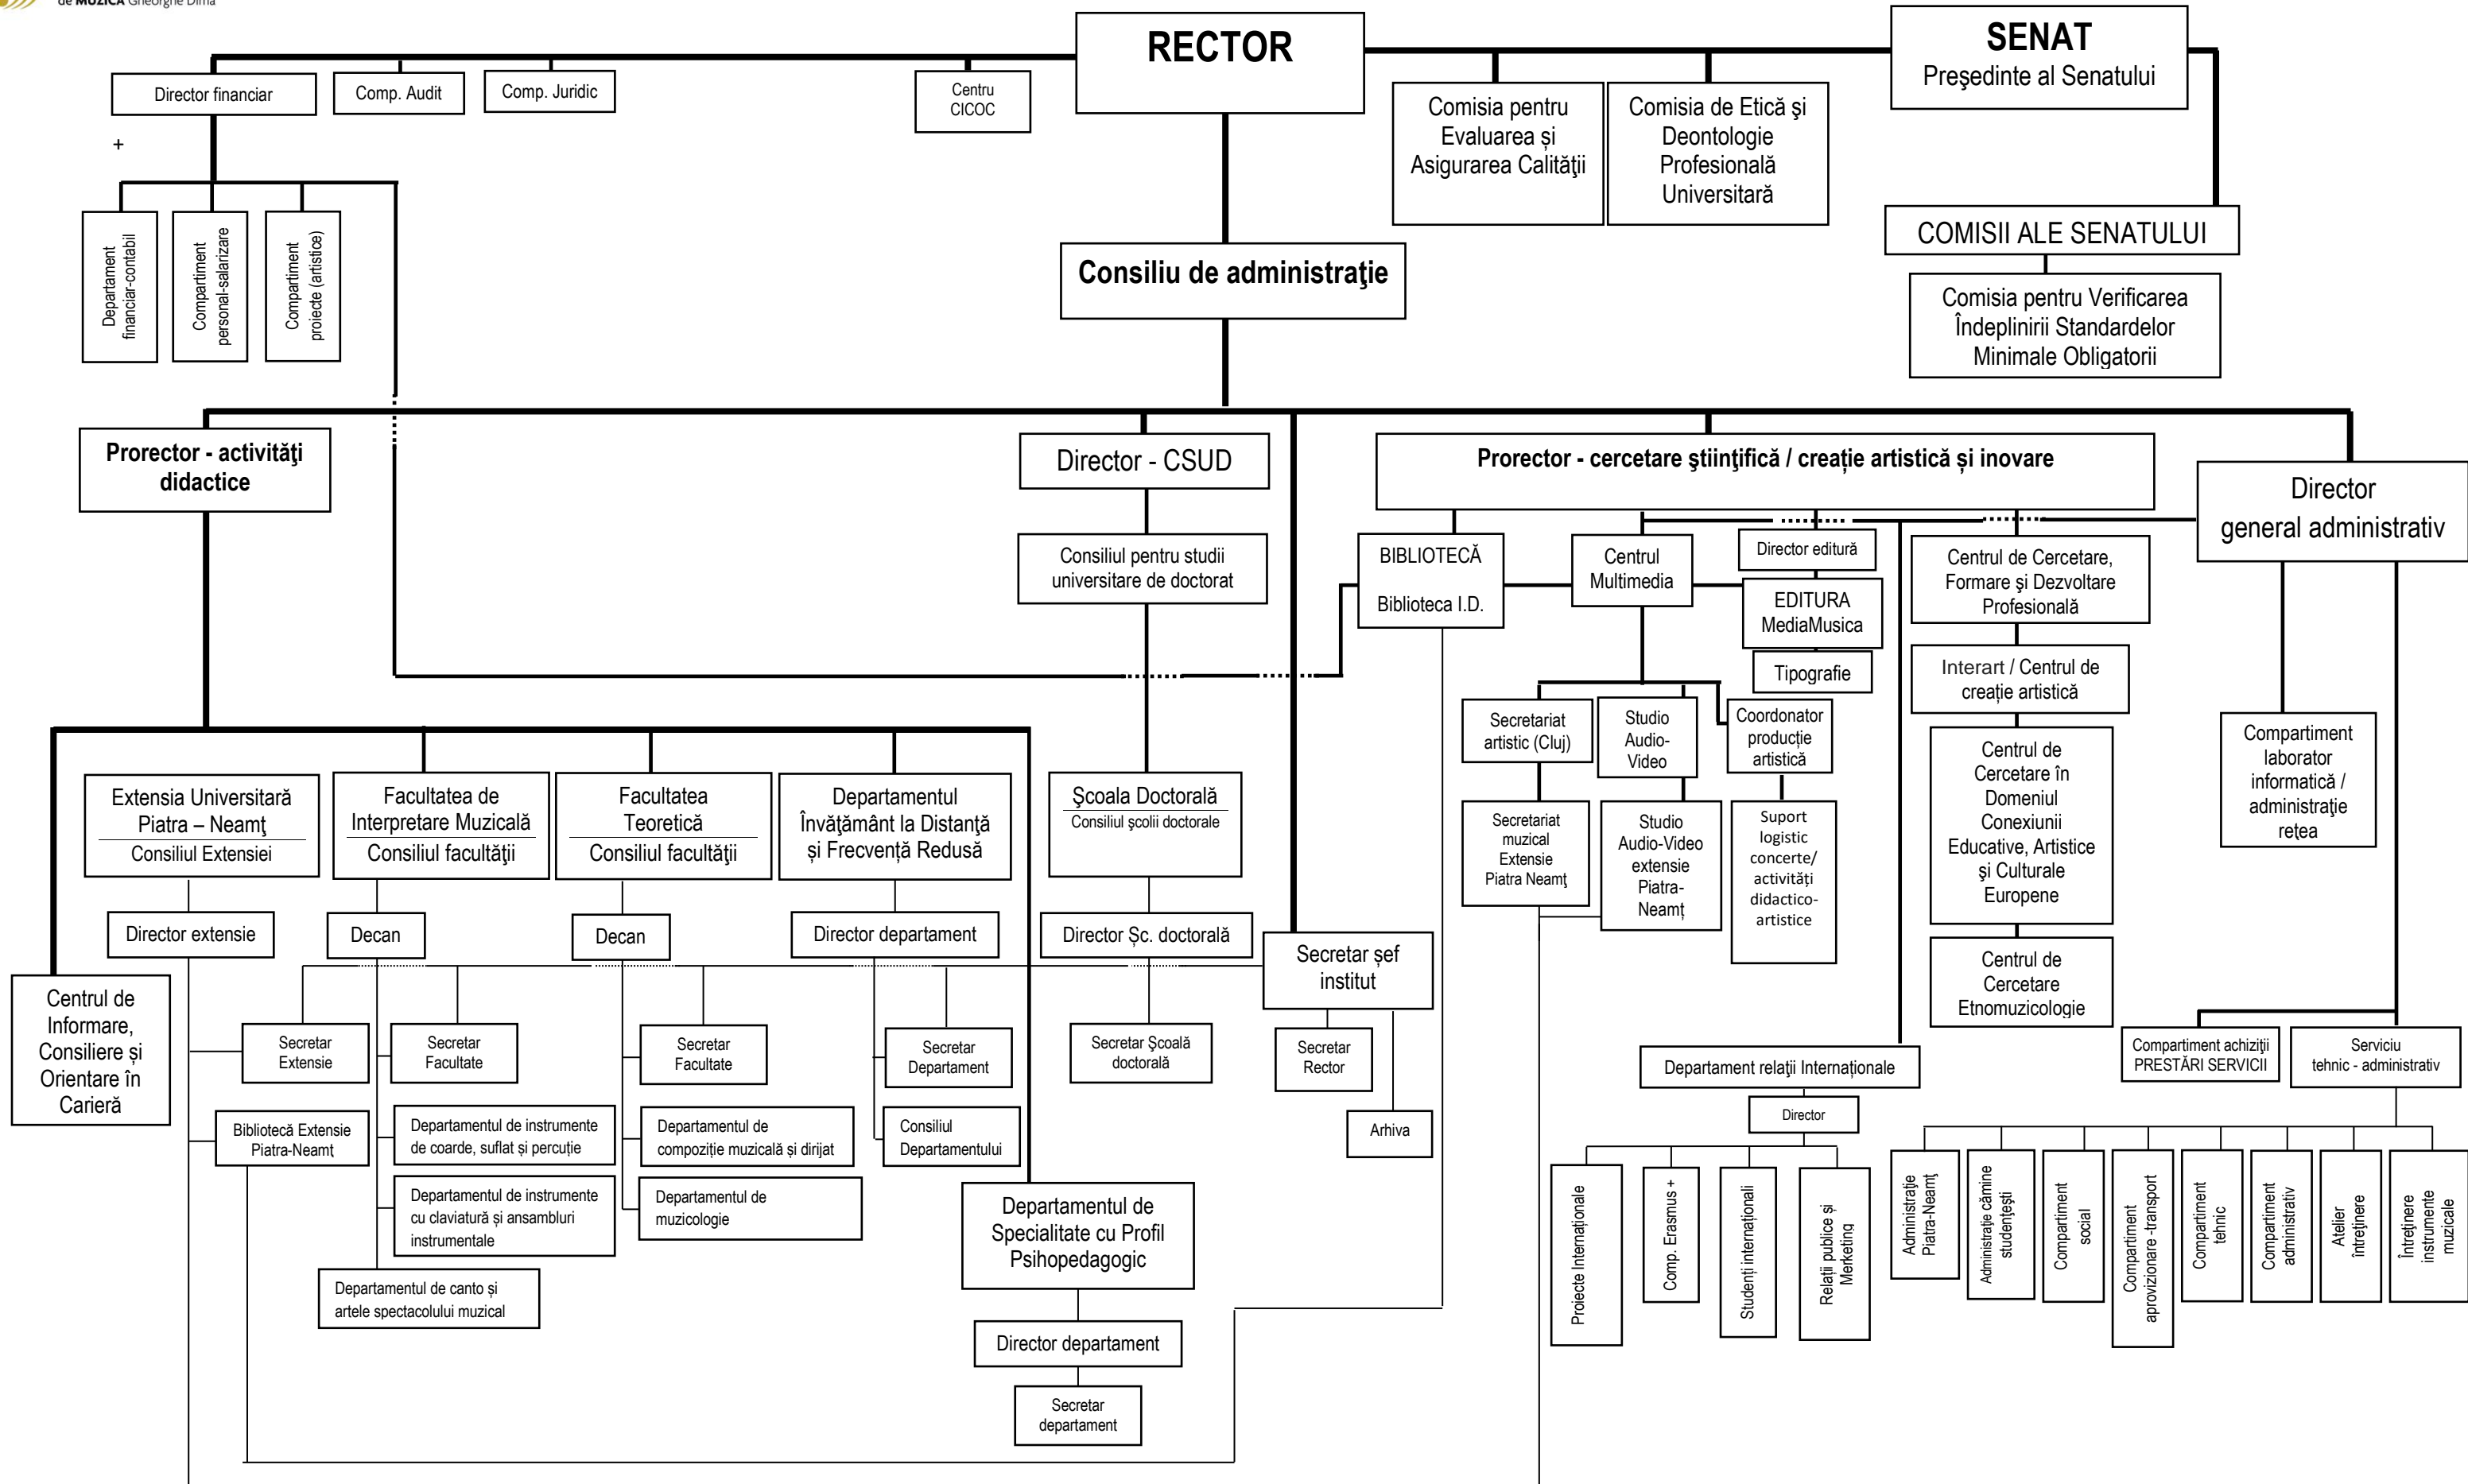 de MUZICĂ Gheorghe Dima
RECTOR
SENAT
Preşedinte al Senatului
Director financiar
Comp. Audit
Comp. Juridic
Centru
CICOC
Comisia pentru
Evaluarea și
Asigurarea Calităţii
Comisia de Etică şi
Deontologie
Profesională
Universitară
+
Departament
financiar-contabil
Compartiment
personal-salarizare
Compartiment
proiecte (artistice)
COMISII ALE SENATULUI
Consiliu de administraţie
Comisia pentru Verificarea
Îndeplinirii Standardelor
Minimale Obligatorii
Prorector - activităţi
didactice
Director - CSUD
Prorector - cercetare ştiinţifică / creație artistică și inovare
Director
general administrativ
Consiliul pentru studii
universitare de doctorat
BIBLIOTECĂ
Biblioteca I.D.
Centrul
Multimedia
Director editură
EDITURA
MediaMusica
Tipografie
Centrul de Cercetare,
Formare şi Dezvoltare
Profesională
Interart / Centrul de
creație artistică
Secretariat
artistic (Cluj)
Studio
Audio-
Video
Coordonator
producție
artistică
Centrul de
Cercetare în
Domeniul
Conexiunii
Educative, Artistice
şi Culturale
Europene
Compartiment
laborator
informatică /
administraţie
reţea
Extensia Universitară
Piatra – Neamţ
Consiliul Extensiei
Facultatea de
Interpretare Muzicală
Consiliul facultăţii
Facultatea
Teoretică
Consiliul facultăţii
Departamentul
Învăţământ la Distanţă
și Frecvență Redusă
Şcoala Doctorală
Consiliul şcolii doctorale
Secretariat
muzical
Extensie
Piatra Neamţ
Studio
Audio-Video
extensie
Piatra-
Neamț
Suport
logistic
concerte/
activități
didactico-
artistice
Director extensie
Decan
Decan
Director departament
Director Șc. doctorală
Secretar șef
institut
Centrul de
Cercetare
Etnomuzicologie
Centrul de
Informare,
Consiliere și
Orientare în
Carieră
Secretar
Extensie
Secretar
Facultate
Secretar
Facultate
Secretar
Departament
Secretar Şcoală
doctorală
Secretar
Rector
Departament relaţii Internaționale
Compartiment achiziţii
PRESTĂRI SERVICII
Serviciu
tehnic - administrativ
Bibliotecă Extensie
Piatra-Neamț
Departamentul de instrumente
de coarde, suflat și percuție
Departamentul de
compoziție muzicală și dirijat
Consiliul
Departamentului
Arhiva
Director
Departamentul de instrumente
cu claviatură și ansambluri
instrumentale
Departamentul de
muzicologie
Departamentul de
Specialitate cu Profil
Psihopedagogic
Departamentul de canto și
artele spectacolului muzical
Proiecte Internaționale
Comp. Erasmus +
Studenți internaționali
Relații publice și
Merketing
Administraţie
Piatra-Neamţ
Administraţie cămine
studenţeşti
Compartiment
social
Compartiment
aprovizionare -transport
Compartiment
tehnic
Compartiment
administrativ
Atelier
întreţinere
Întreţinere
instrumente
muzicale
Director departament
Secretar
departament